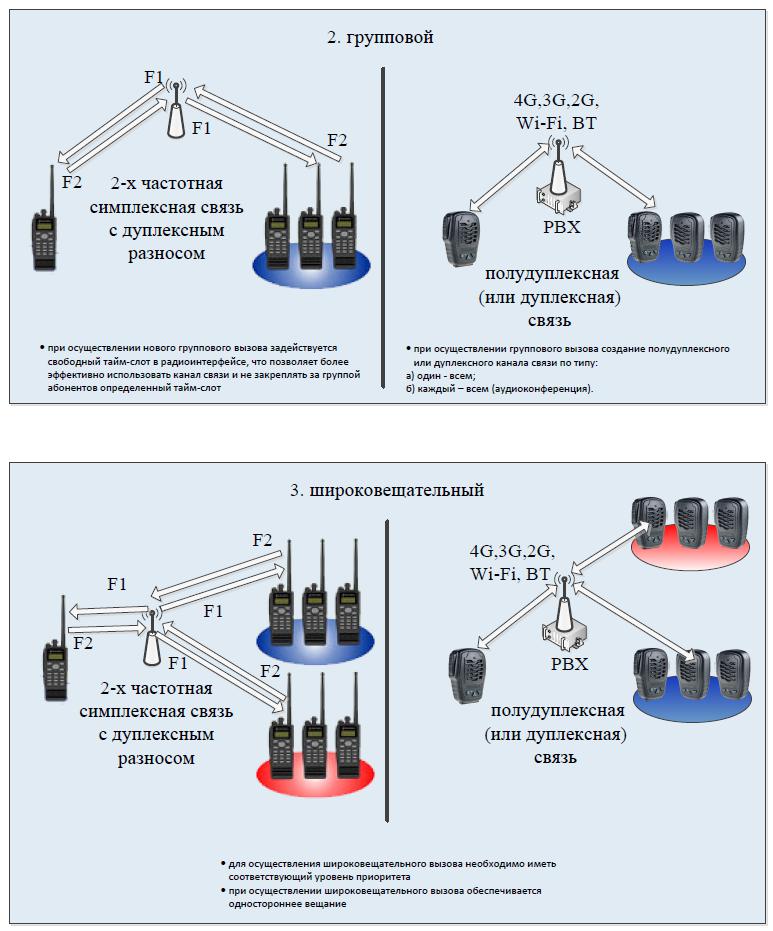 2. групповой
F1
F1
F2
F2
2-х частотная
симплексная связь
с дуплексным
разносом
• при осуществлении нового группового вызова задействуется
свободный тайм-слот в радиоинтерфейсе, что позволяет более
эффективно использовать канал связи и не закреплять за группой
абонентов определенный тайм-слот
4G,3G,2G,
Wi-Fi, BT
PBX
полудуплексная
(или дуплексная)
связь
• при осуществлении группового вызова создание полудуплексного
или дуплексного канала связи по типу:
а) один - всем;
б) каждый – всем (аудиоконференция).
3. широковещательный
F2
F1
F1
F2
F1
F2
2-х частотная
симплексная связь
с дуплексным
разносом
4G,3G,2G,
Wi-Fi, BT
PBX
полудуплексная
(или дуплексная)
связь
• для осуществления широковещательного вызова необходимо иметь
соответствующий уровень приоритета
• при осуществлении широковещательного вызова обеспечивается
одностороннее вещание